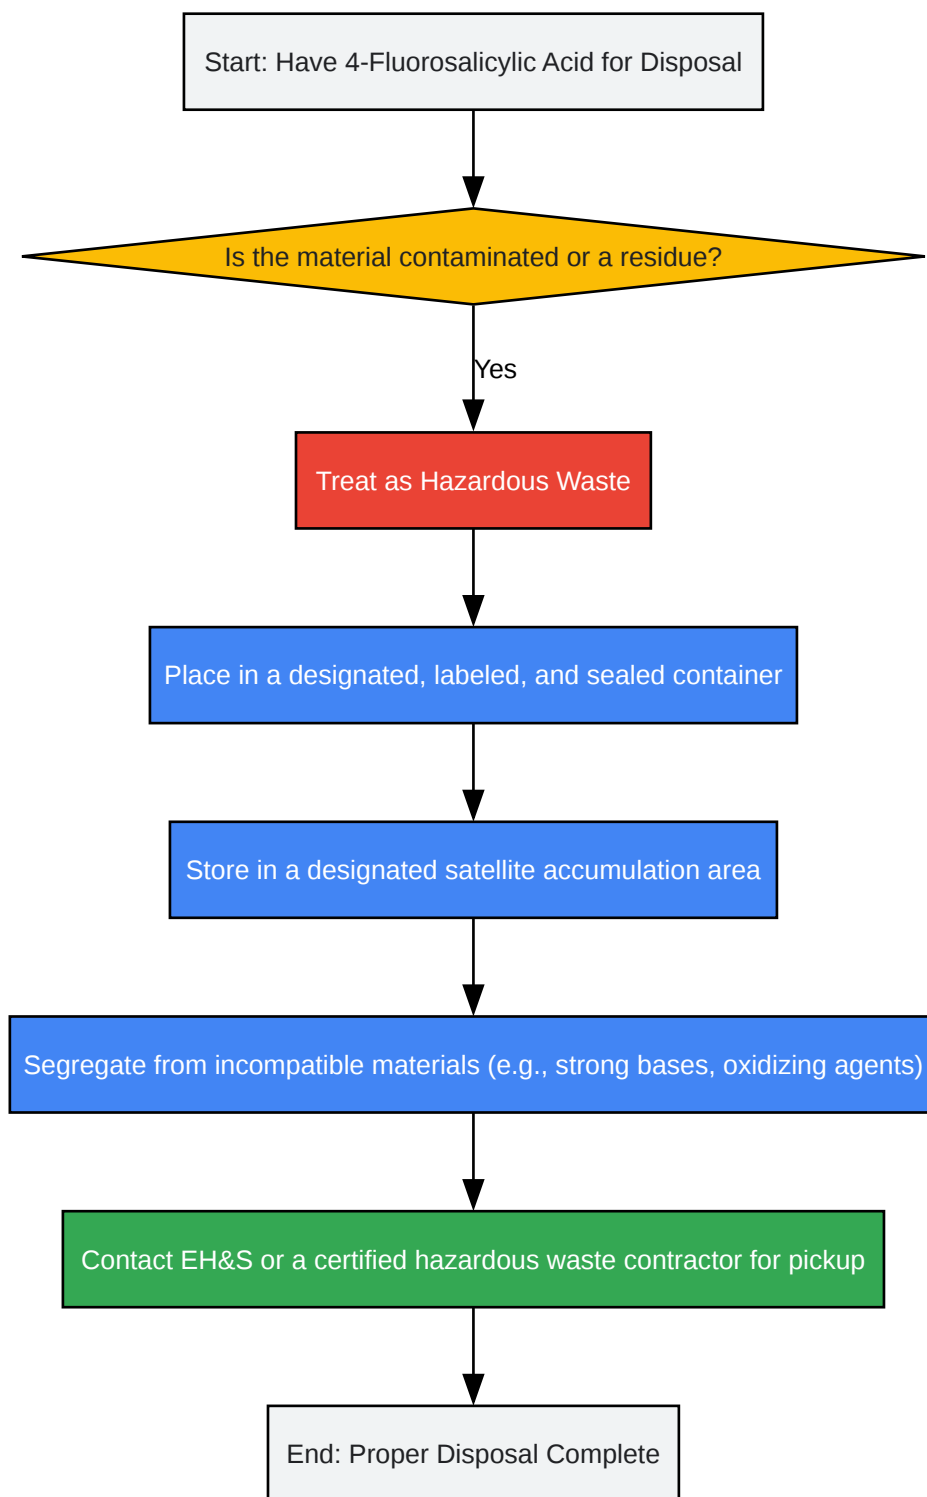 Start: Have 4-Fluorosalicylic Acid for Disposal
Is the material contaminated or a residue?
Yes
Treat as Hazardous Waste
Place in a designated, labeled, and sealed container
Store in a designated satellite accumulation area
Segregate from incompatible materials (e.g., strong bases, oxidizing agents)
Contact EH&S or a certified hazardous waste contractor for pickup
End: Proper Disposal Complete